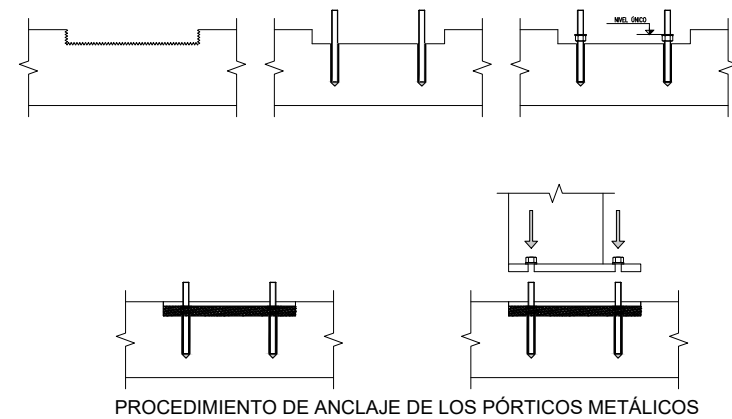 NIVEL ÚNICO
PROCEDIMIENTO DE ANCLAJE DE LOS PÓRTICOS METÁLICOS